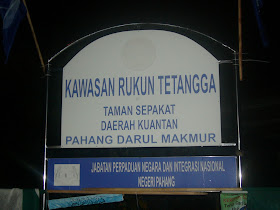 KAWASAN RUKUN TETANGGA
TAMAN SEPAKAT
DAERAH KUANTAN
PAHANG DARUL MAKMUR
JABATAN PERPADUAN NEGARA DAN INTEGRASI NASIONAL
NEGERI PAHANG